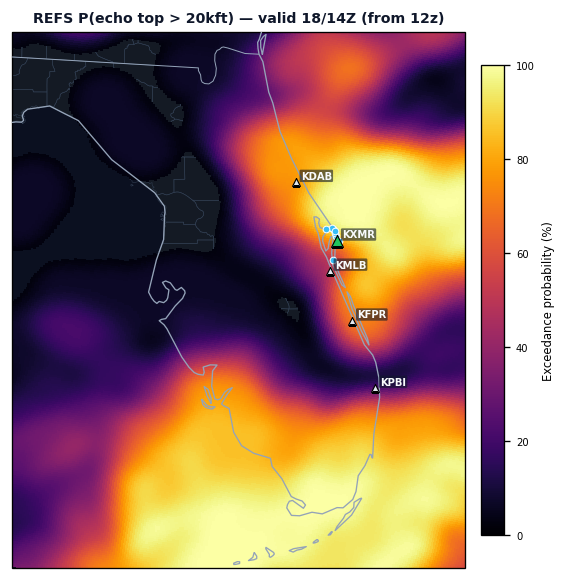 REFS P(echo top > 20kft) — valid 18/14Z (from 12z)
KDAB
KXMR
KMLB
KFPR
KPBI
100
80
60
40
20
0
Exceedance probability (%)